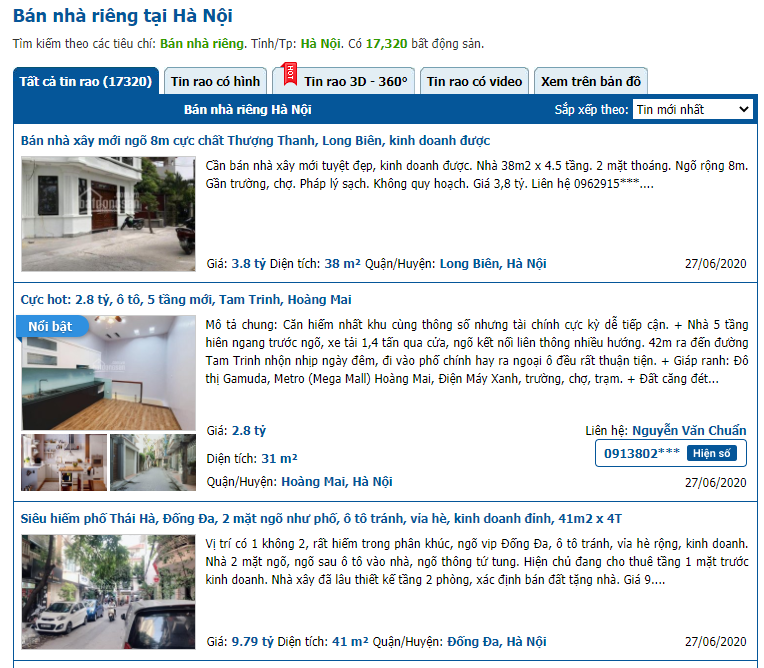 Bán nhà riêng tại Hà Nội
Tìm kiếm theo các tiêu chí: Bán nhà riêng. Tỉnh/Tp: Hà Nội. Có 17,320 bất động sản.
Tất cả tin rao (17320) Tin rao có hình HOT Tin rao 3D - 360° Tin rao có video Xem trên bản đồ
Bán nhà riêng Hà Nội Sắp xếp theo: Tin mới nhất
Bán nhà xây mới ngõ 8m cực chất Thượng Thanh, Long Biên, kinh doanh được
Cần bán nhà xây mới tuyệt đẹp, kinh doanh được. Nhà 38m2 x 4.5 tầng. 2 mặt thoáng. Ngõ rộng 8m.
Gần trường, chợ. Pháp lý sạch. Không quy hoạch. Giá 3,8 tỷ. Liên hệ 0962915***....
Giá: 3.8 tỷ Diện tích: 38 m² Quận/Huyện: Long Biên, Hà Nội 27/06/2020
Cực hot: 2.8 tỷ, ô tô, 5 tầng mới, Tam Trinh, Hoàng Mai
Nổi bật
Mô tả chung: Căn hiếm nhất khu cùng thông số nhưng tài chính cực kỳ dễ tiếp cận. + Nhà 5 tầng
hiên ngang trước ngõ, xe tải 1,4 tấn qua cửa, ngõ kết nối liên thông nhiều hướng. 42m ra đến đường
Tam Trinh nhộn nhịp ngày đêm, đi vào phố chính hay ra ngoại ô đều rất thuận tiện. + Giáp ranh: Đô
thị Gamuda, Metro (Mega Mall) Hoàng Mai, Điện Máy Xanh, trường, chợ, trạm. + Đất căng đét...
Giá: 2.8 tỷ Liên hệ: Nguyễn Văn Chuẩn
Diện tích: 31 m² 0913802*** Hiện số
Quận/Huyện: Hoàng Mai, Hà Nội 27/06/2020
Siêu hiếm phố Thái Hà, Đống Đa, 2 mặt ngõ như phố, ô tô tránh, vỉa hè, kinh doanh đỉnh, 41m2 x 4T
Vị trí có 1 không 2, rất hiếm trong phân khúc, ngõ vip Đống Đa, ô tô tránh, vỉa hè rộng, kinh doanh.
Nhà 2 mặt ngõ, ngõ sau ô tô vào nhà, ngõ thông tứ tung. Hiện chủ đang cho thuê tầng 1 mặt trước
kinh doanh. Nhà xây đã lâu thiết kế tầng 2 phòng, xác định bán đất tặng nhà. Giá 9....
Giá: 9.79 tỷ Diện tích: 41 m² Quận/Huyện: Đống Đa, Hà Nội 27/06/2020